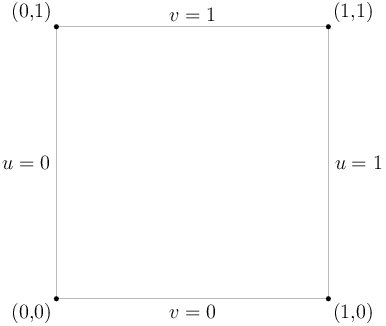 (0,1)
v = 1
(1,1)
u = 0
u = 1
(0,0)
v = 0
(1,0)